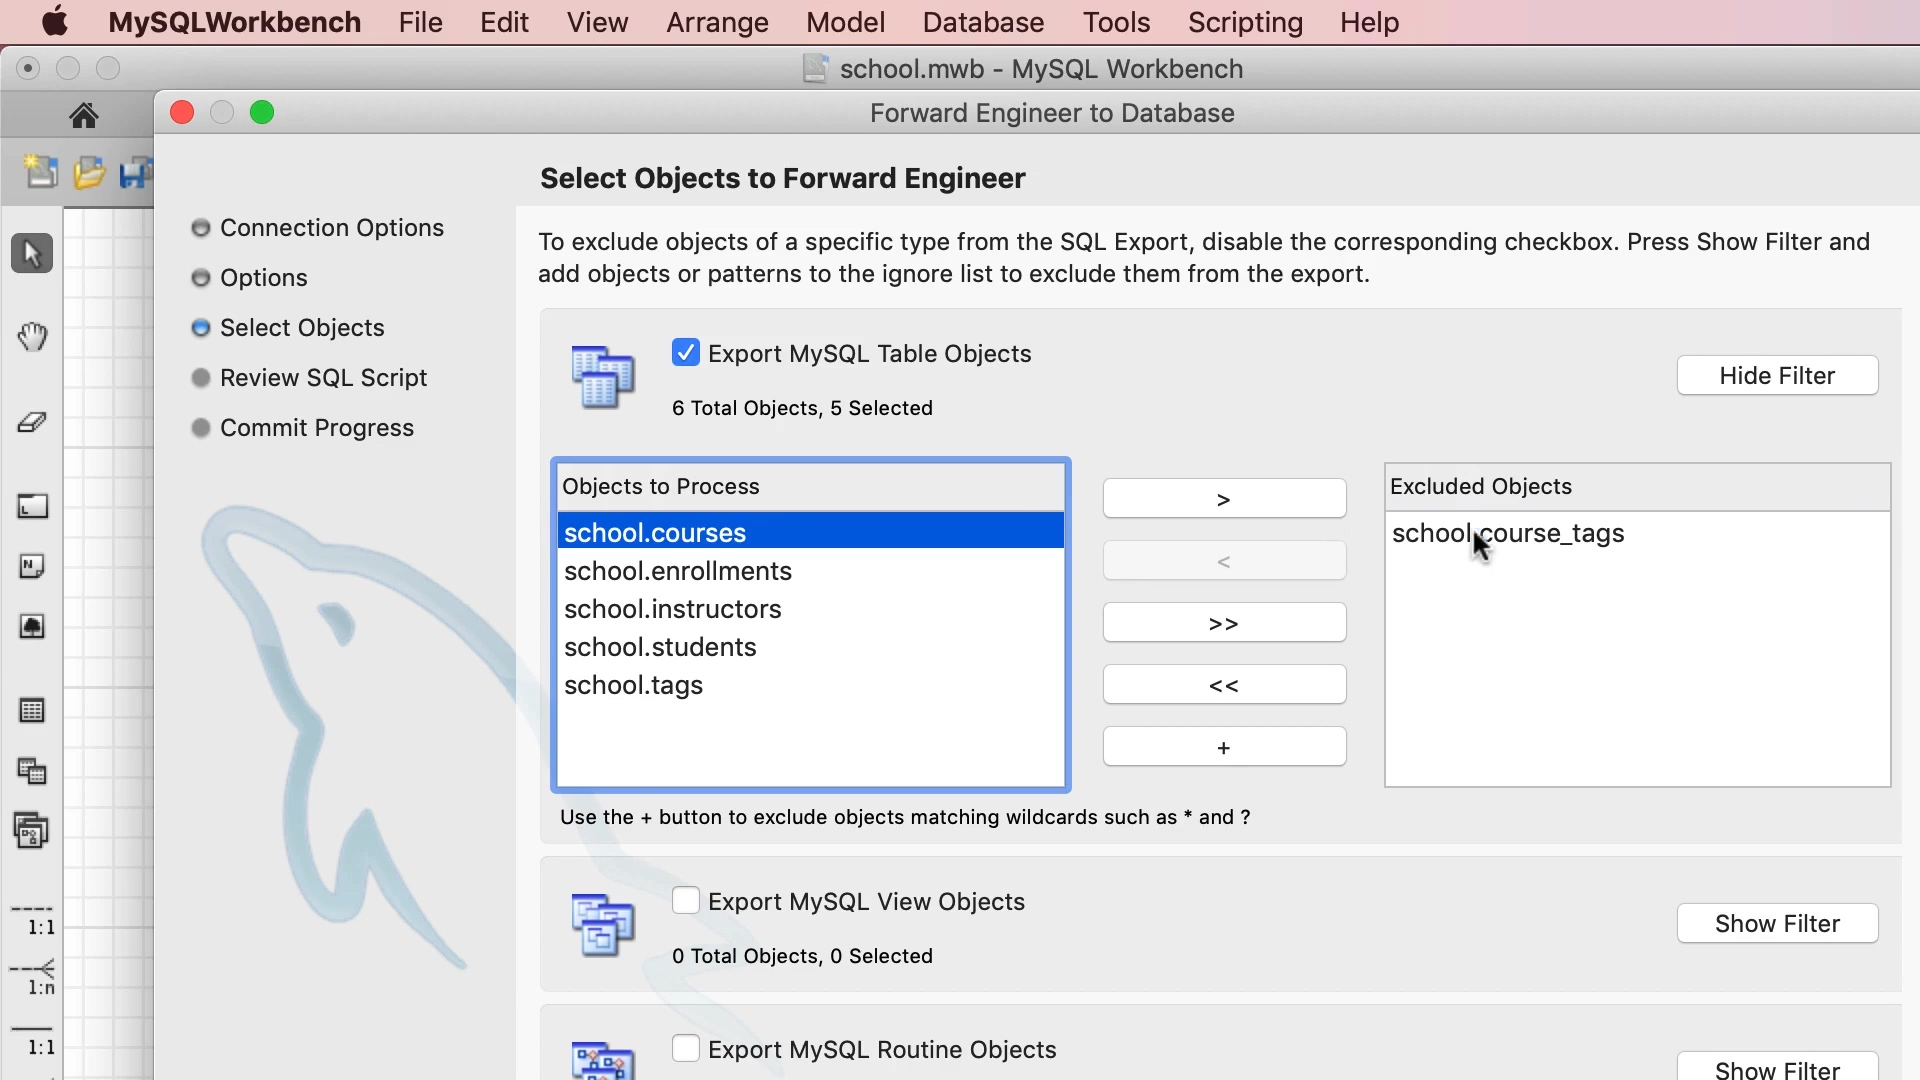 MySQLWorkbench File Edit View Arrange Model Database Tools Scripting Help
school.mwb - MySQL Workbench
Forward Engineer to Database
Select Objects to Forward Engineer
Connection Options
Options
Select Objects
Review SQL Script
Commit Progress
To exclude objects of a specific type from the SQL Export, disable the corresponding checkbox. Press Show Filter and
add objects or patterns to the ignore list to exclude them from the export.
Export MySQL Table Objects
Hide Filter
6 Total Objects, 5 Selected
Objects to Process
school.courses
school.enrollments
school.instructors
school.students
school.tags
>
<
>>
<<
+
Excluded Objects
school.course_tags
Use the + button to exclude objects matching wildcards such as * and ?
Export MySQL View Objects
Show Filter
0 Total Objects, 0 Selected
Export MySQL Routine Objects
Show Filter
N
1:1
1:n
1:1